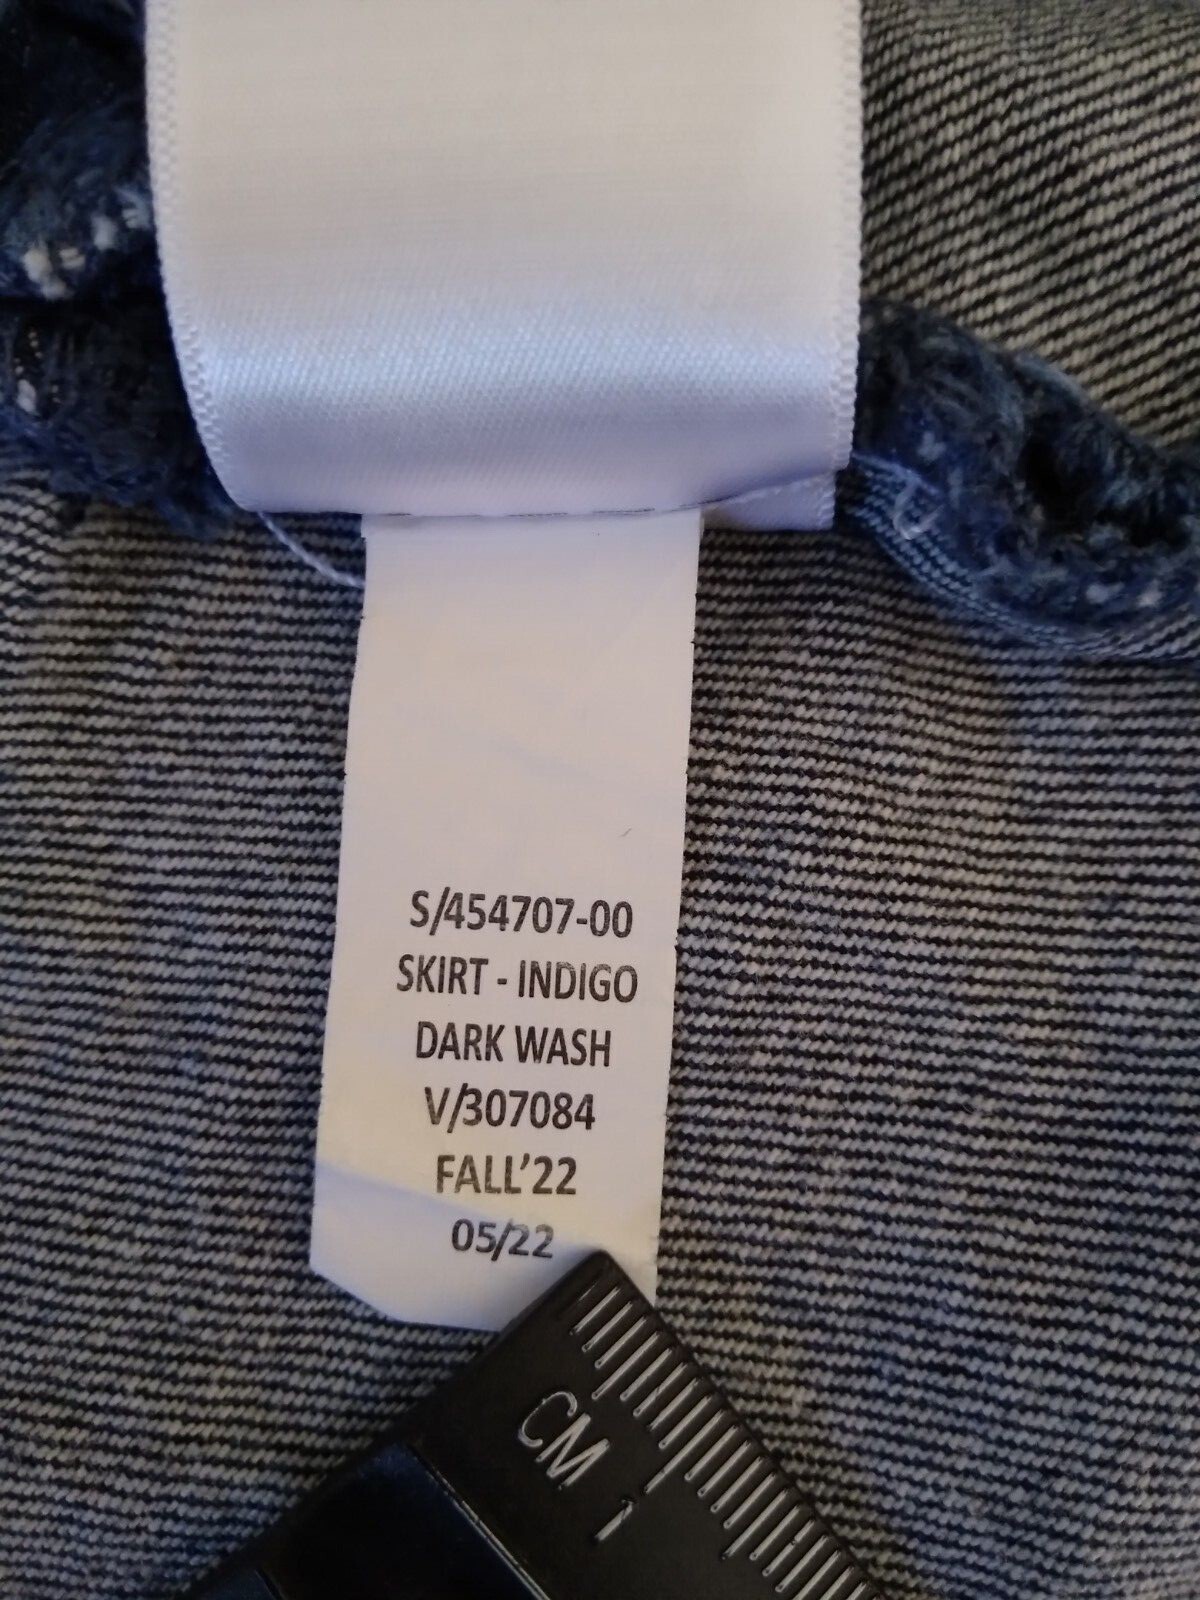 S/454707-00
SKIRT - INDIGO
DARK WASH
V/307084
FALL'22
05/22
CM 1